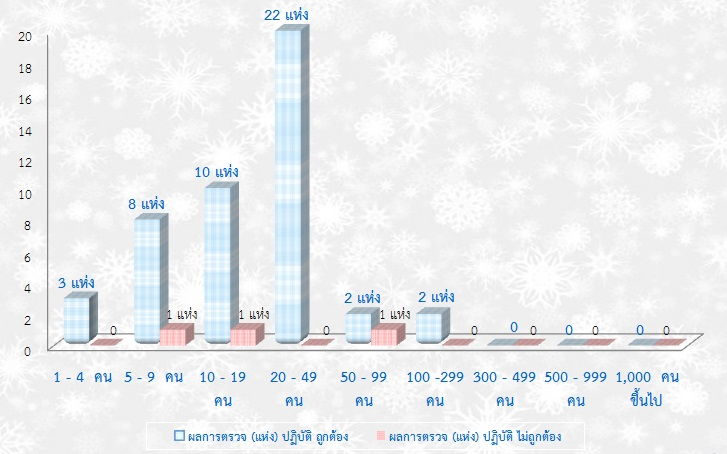 22 แห่ง
20
18
16
14
12
10
8
6
4
2
0
10 แห่ง
8 แห่ง
3 แห่ง
2 แห่ง
2 แห่ง
1 แห่ง
1 แห่ง
1 แห่ง
0
0
0
0
0
0
0
0
0
1 - 4 คน
5 - 9 คน
10 - 19
คน
20 - 49
คน
50 - 99
คน
100 -299
คน
300 - 499
คน
500 - 999
คน
1,000 คน
ขึ้นไป
ผลการตรวจ (แห่ง) ปฏิบัติ ถูกต้อง
ผลการตรวจ (แห่ง) ปฏิบัติ ไม่ถูกต้อง